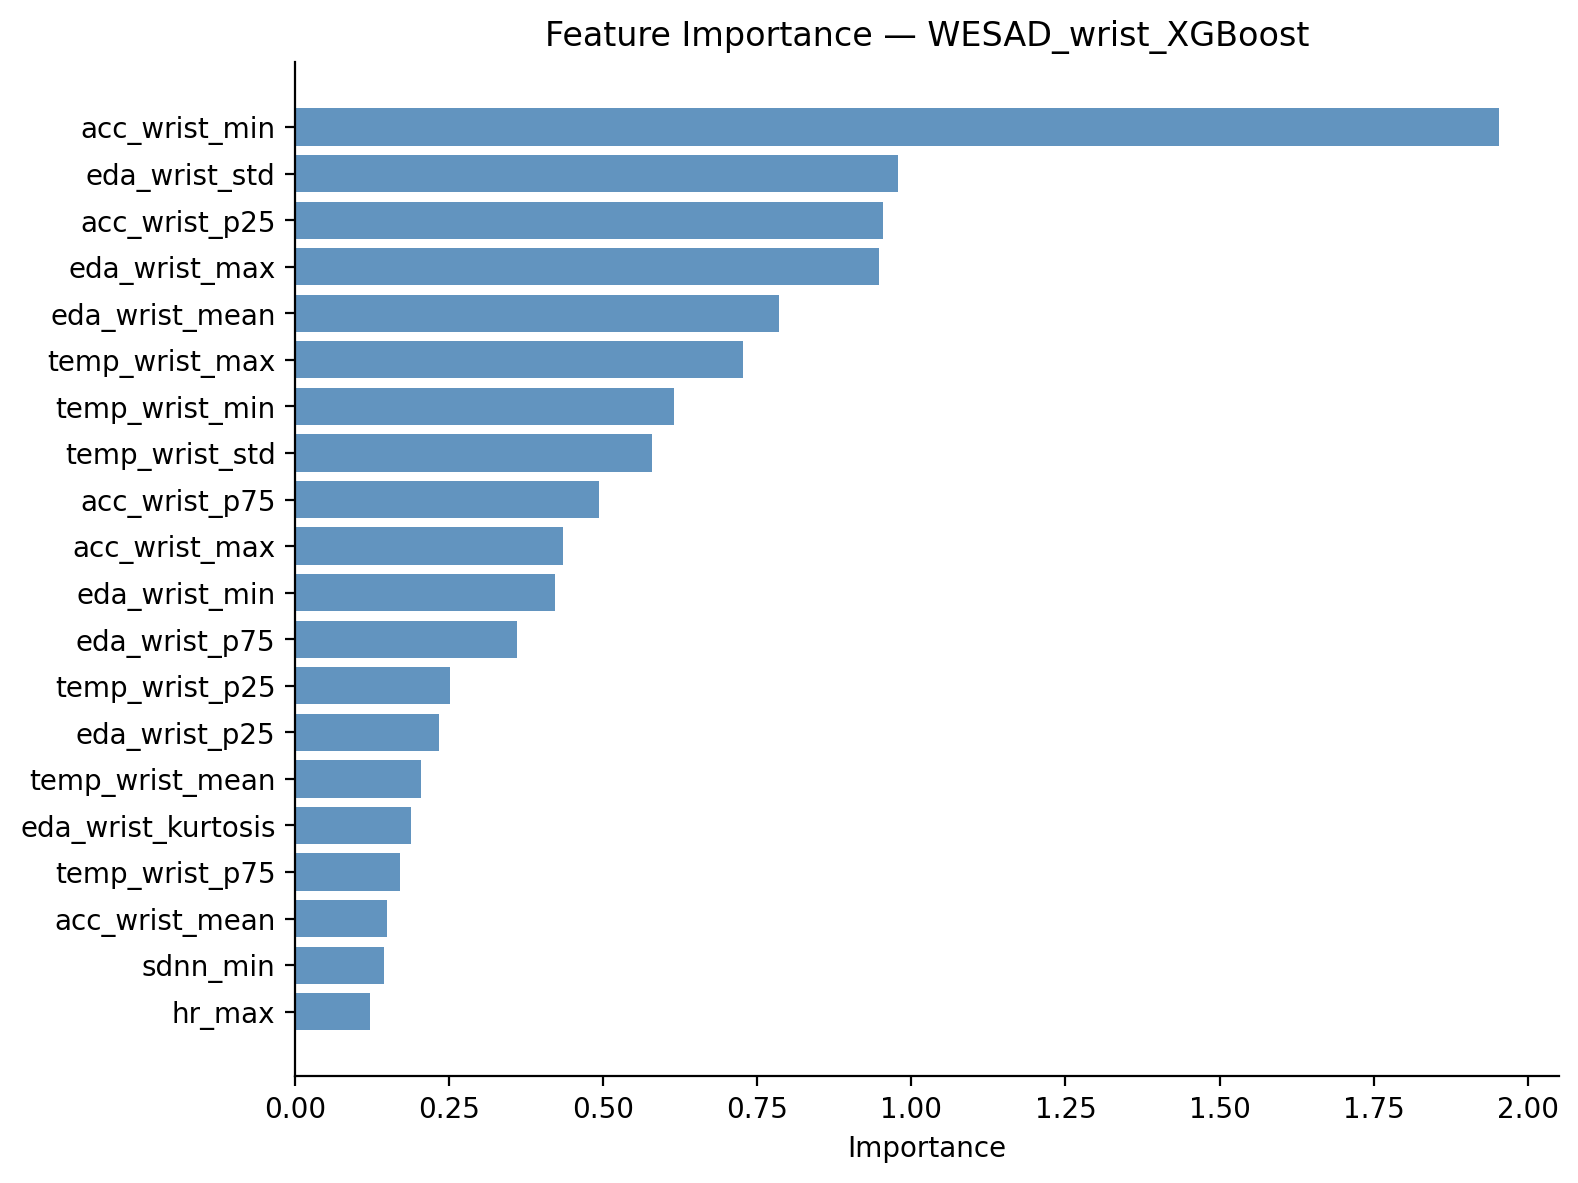 Feature Importance — WESAD_wrist_XGBoost
acc_wrist_min
eda_wrist_std
acc_wrist_p25
eda_wrist_max
eda_wrist_mean
temp_wrist_max
temp_wrist_min
temp_wrist_std
acc_wrist_p75
acc_wrist_max
eda_wrist_min
eda_wrist_p75
temp_wrist_p25
eda_wrist_p25
temp_wrist_mean
eda_wrist_kurtosis
temp_wrist_p75
acc_wrist_mean
sdnn_min
hr_max
0.00 0.25 0.50 0.75 1.00 1.25 1.50 1.75 2.00
Importance